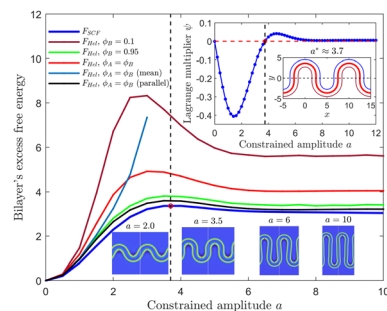 12
10
8
6
4
2
0
Bilayer's excess free energy
F_SCF
F_Hel, ϕ_B = 0.1
F_Hel, ϕ_B = 0.95
F_Hel, ϕ_A = ϕ_B
F_Hel, ϕ_A = ϕ_B (mean)
F_Hel, ϕ_A = ϕ_B (parallel)
0.1
0
-0.1
-0.2
-0.3
-0.4
Lagrange multiplier ψ
a* ≈ 3.7
5
0
-5
y
-5 0 5 10 15
x
0 2 4 6 8 10 12
Constrained amplitude a
a = 2.0
a = 3.5
a = 6
a = 10
0 2 4 6 8 10
Constrained amplitude a